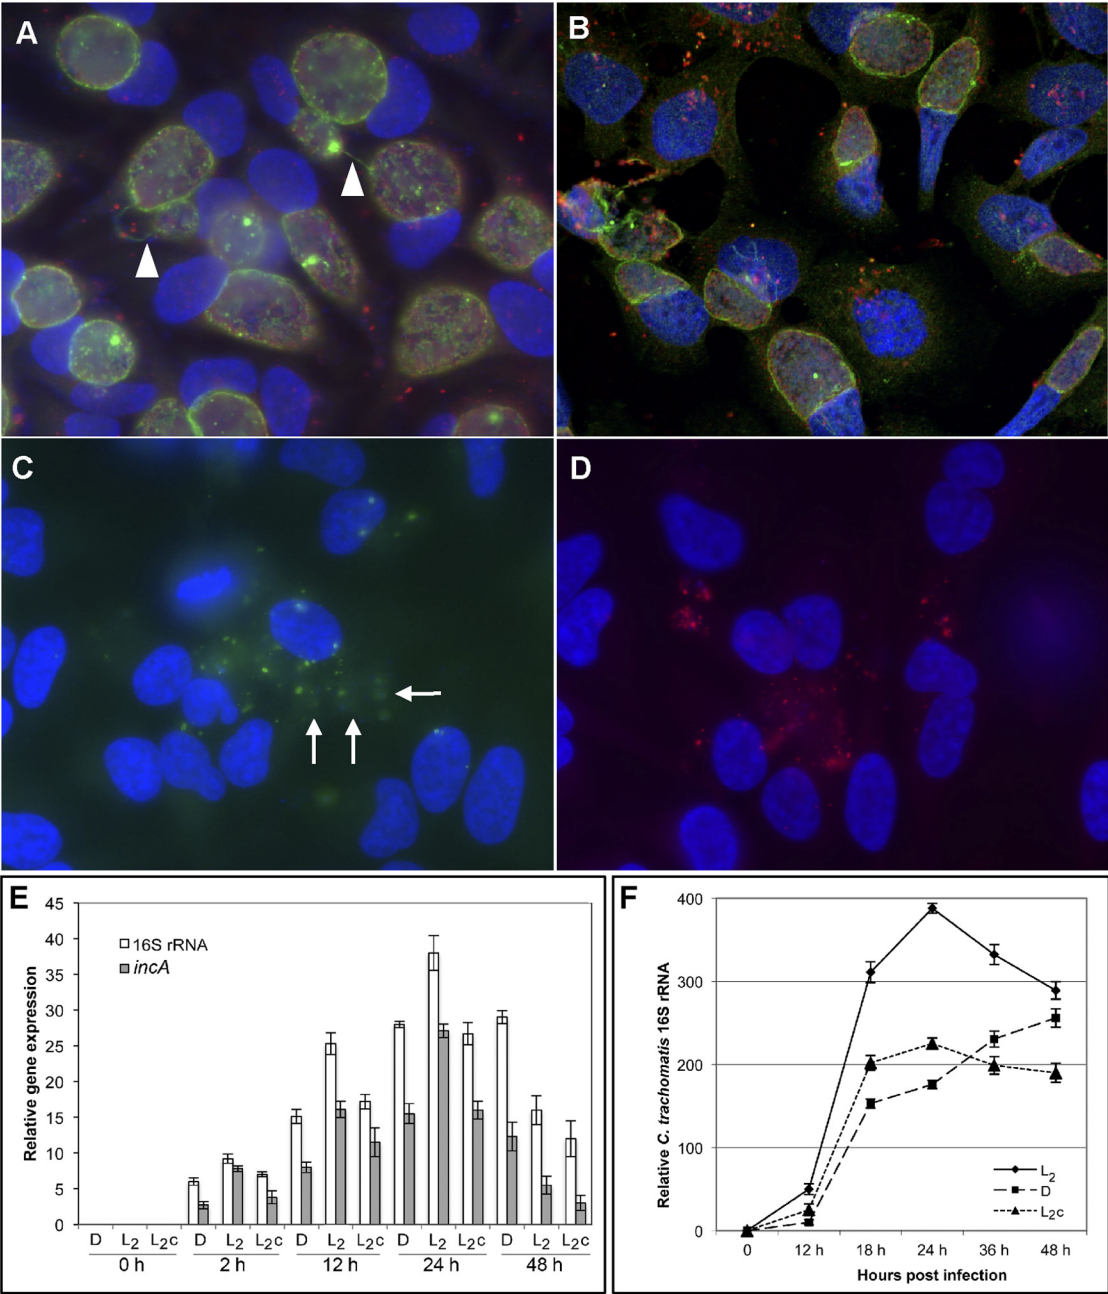 A
B
C
D
E
45
40
35
30
25
20
15
10
5
0
Relative gene expression
16S rRNA
incA
D L2 L2c D L2 L2c D L2 L2c D L2 L2c D L2 L2c
0 h 2 h 12 h 24 h 48 h
F
400
300
200
100
0
Relative C. trachomatis 16S rRNA
L2
D
L2c
0 12 h 18 h 24 h 36 h 48 h
Hours post infection